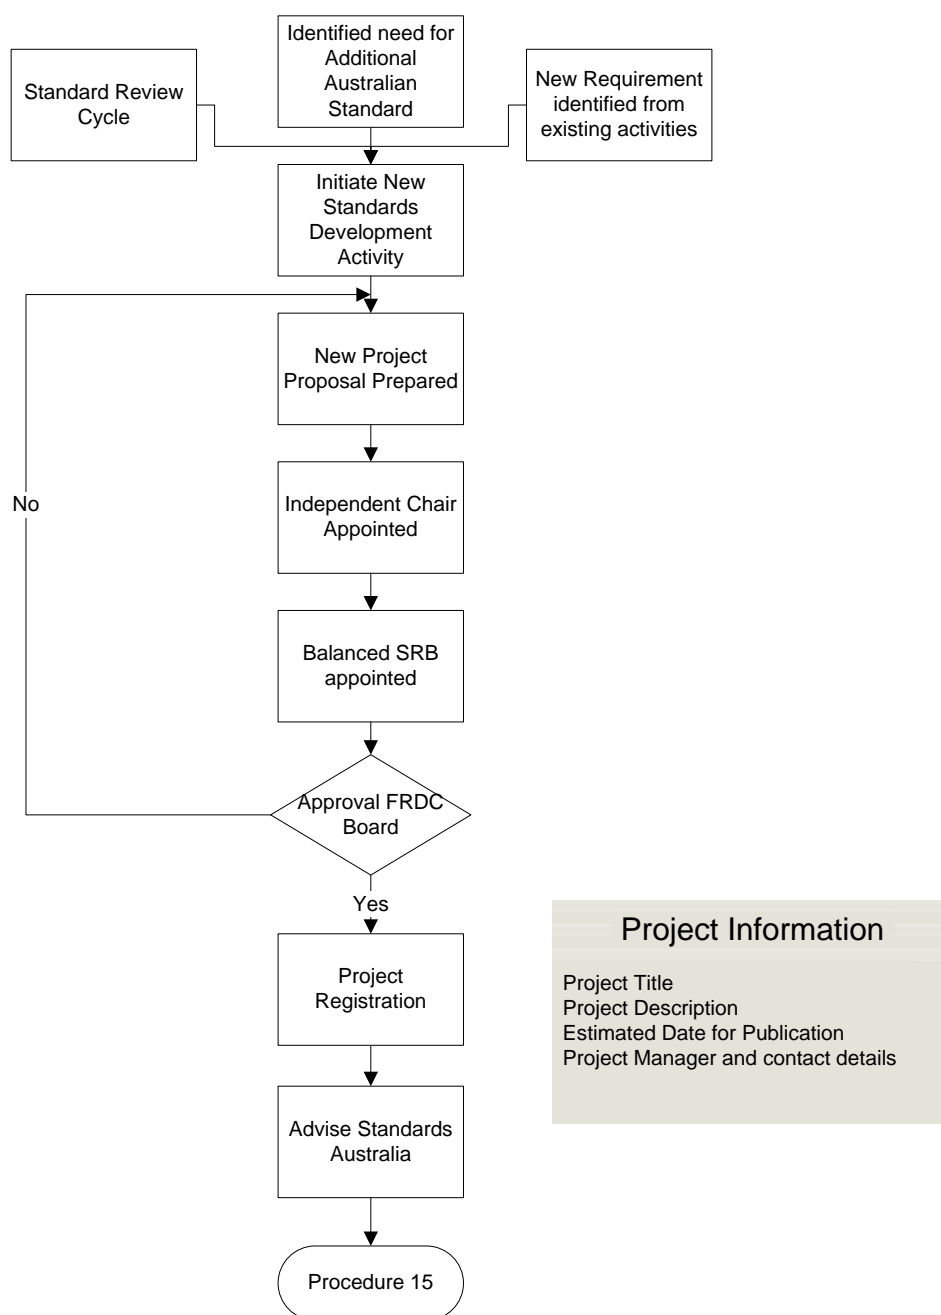 Identified need for
Additional
Australian
Standard
Standard Review
Cycle
New Requirement
identified from
existing activities
Initiate New
Standards
Development
Activity
New Project
Proposal Prepared
Independent Chair
Appointed
No
Balanced SRB
appointed
Approval FRDC
Board
Yes
Project
Registration
Project Information
Project Title
Project Description
Estimated Date for Publication
Project Manager and contact details
Advise Standards
Australia
Procedure 15